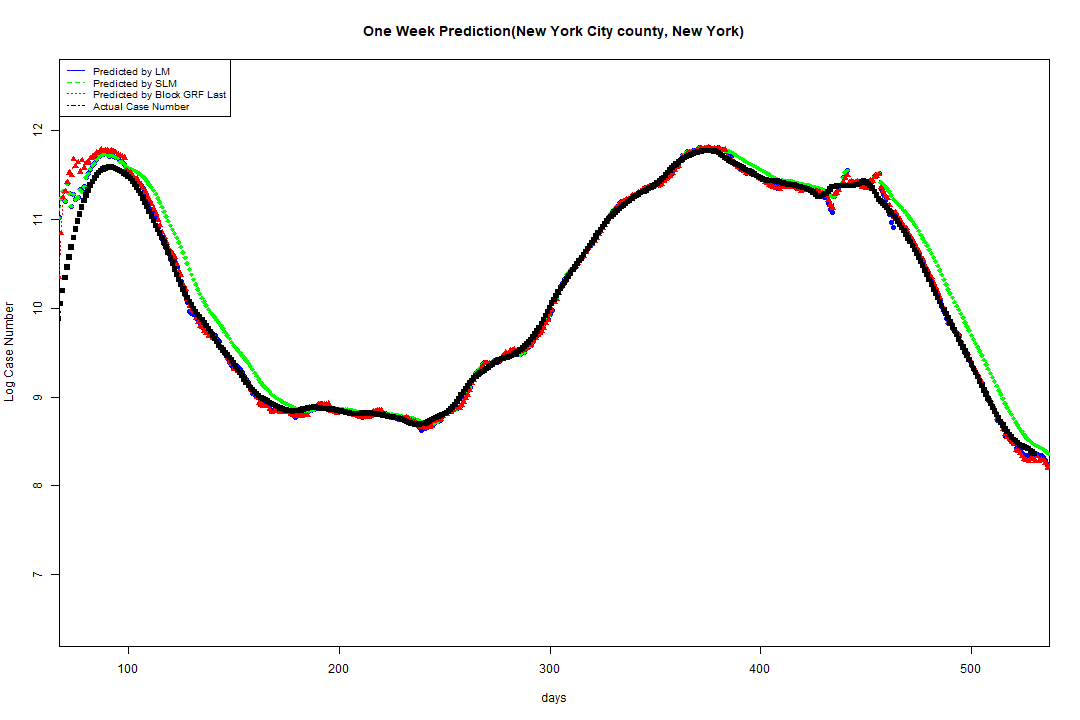 One Week Prediction(New York City county, New York)
Predicted by LM
Predicted by SLM
Predicted by Block GRF Last
Actual Case Number
12
11
10
9
8
7
Log Case Number
100 200 300 400 500
days